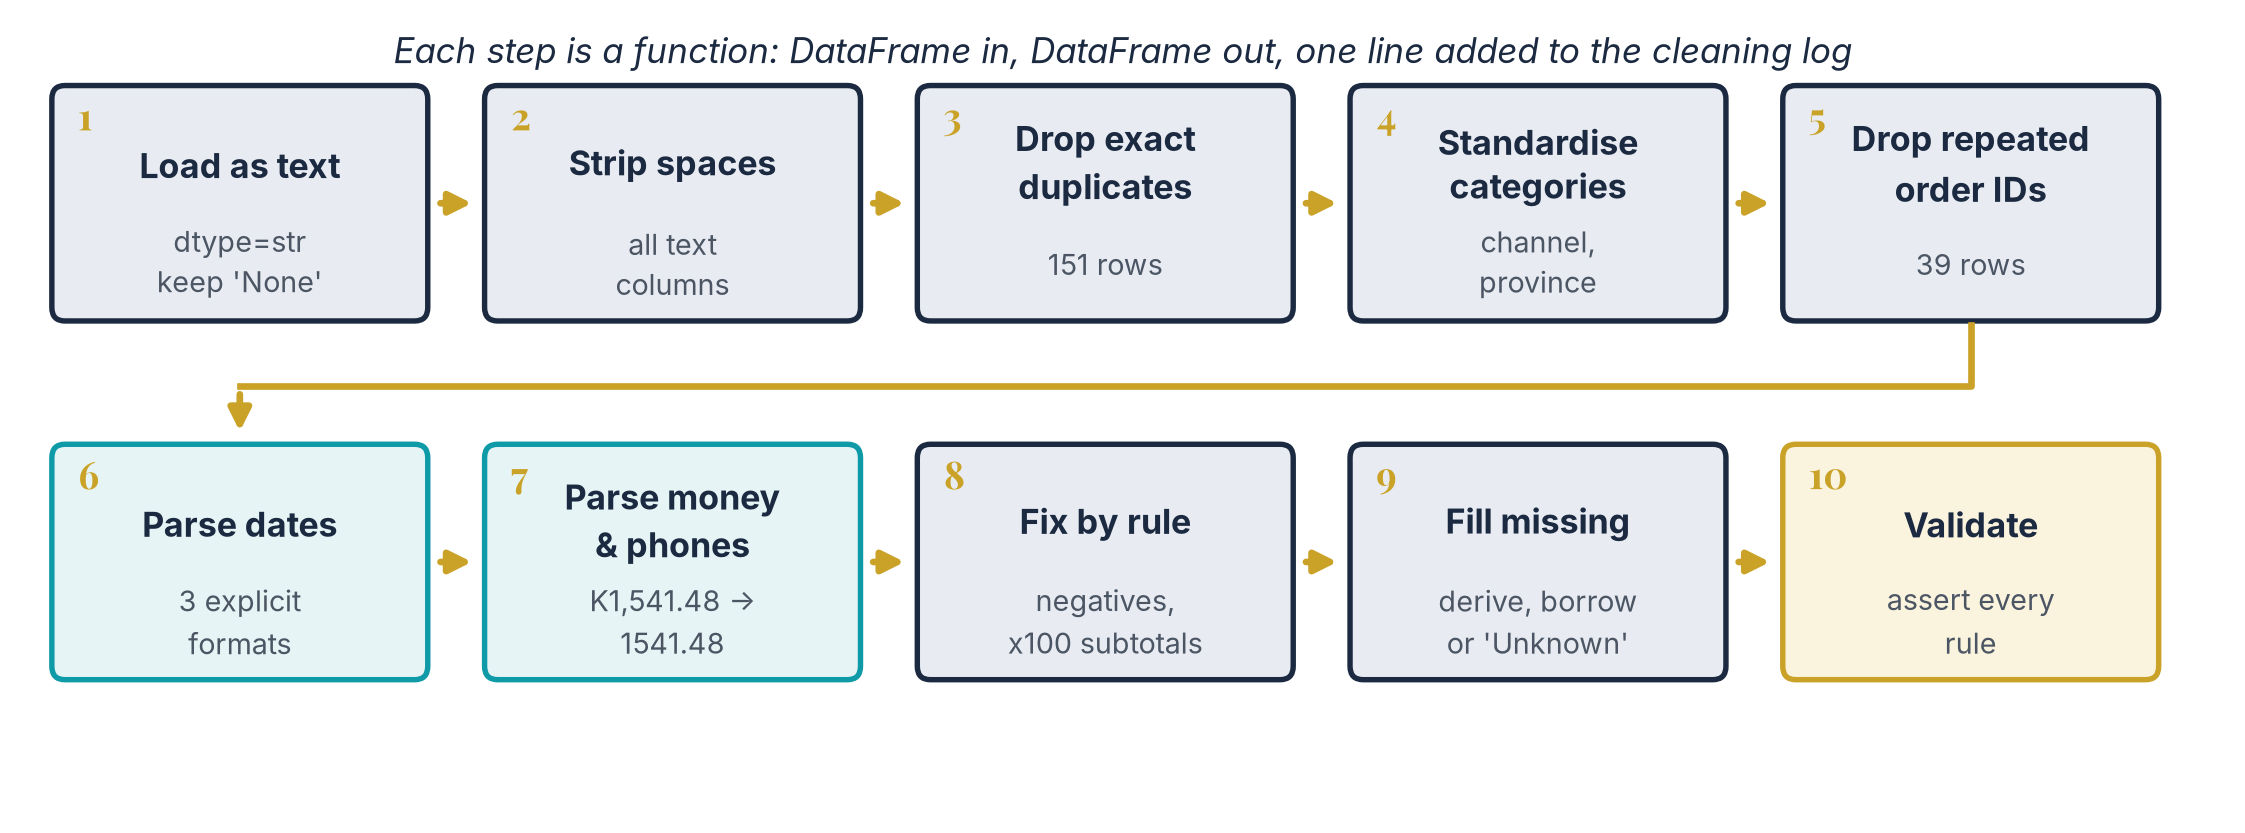 Each step is a function: DataFrame in, DataFrame out, one line added to the cleaning log
1
Load as text
dtype=str
keep 'None'
2
Strip spaces
all text
columns
3
Drop exact
duplicates
151 rows
4
Standardise
categories
channel,
province
5
Drop repeated
order IDs
39 rows
6
Parse dates
3 explicit
formats
7
Parse money
& phones
K1,541.48 →
1541.48
8
Fix by rule
negatives,
x100 subtotals
9
Fill missing
derive, borrow
or 'Unknown'
10
Validate
assert every
rule